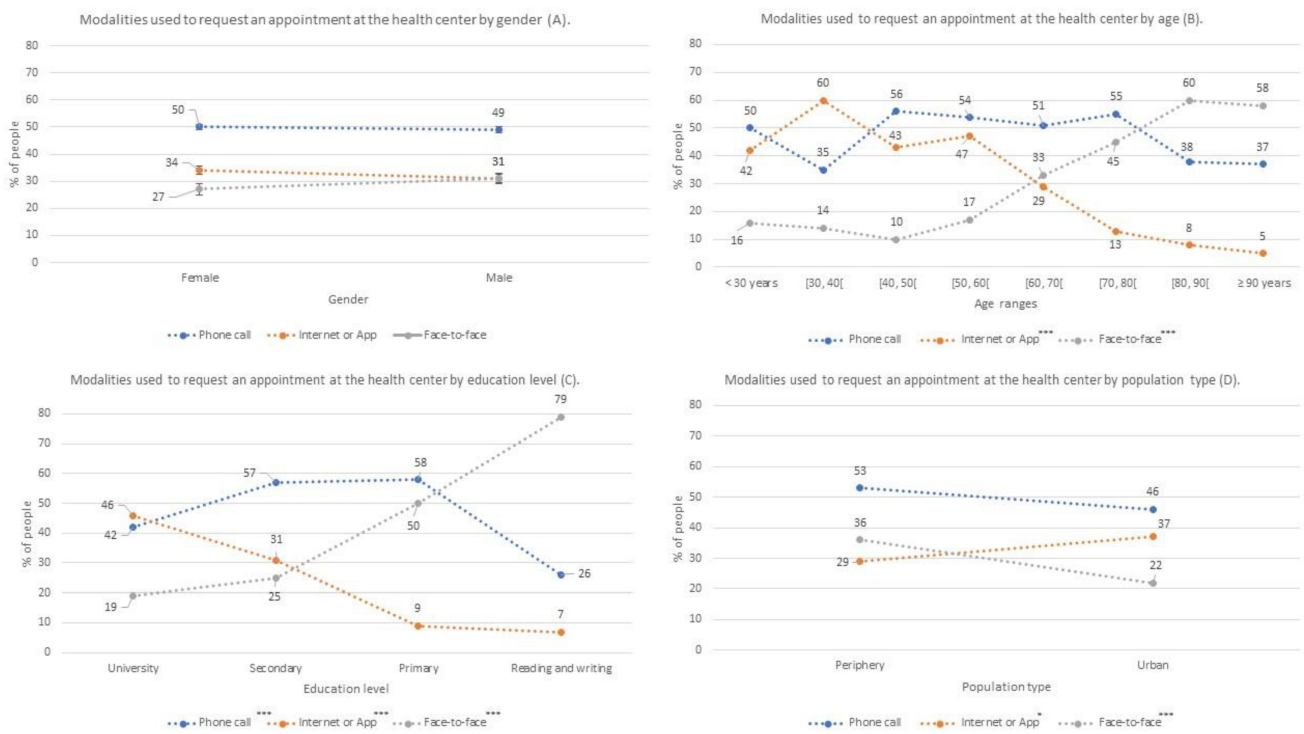 Modalities used to request an appointment at the health center by gender (A).
80
70
60
50
40
30
20
10
0
% of people
50
49
34
31
27
Female
Male
Gender
Phone call
Internet or App
Face-to-face
Modalities used to request an appointment at the health center by age (B).
80
70
60
50
40
30
20
10
0
% of people
50
35
56
54
51
55
38
37
42
60
43
47
29
13
8
5
16
14
10
17
33
45
60
58
< 30 years
[30, 40[
[40, 50[
[50, 60[
[60, 70[
[70, 80[
[80, 90[
≥ 90 years
Age ranges
Phone call
Internet or App***
Face-to-face***
Modalities used to request an appointment at the health center by education level (C).
80
70
60
50
40
30
20
10
0
% of people
42
57
58
26
46
31
9
7
19
25
50
79
University
Secondary
Primary
Reading and writing
Education level
Phone call***
Internet or App***
Face-to-face***
Modalities used to request an appointment at the health center by population type (D).
80
70
60
50
40
30
20
10
0
% of people
53
46
36
37
29
22
Periphery
Urban
Population type
Phone call
Internet or App*
Face-to-face***